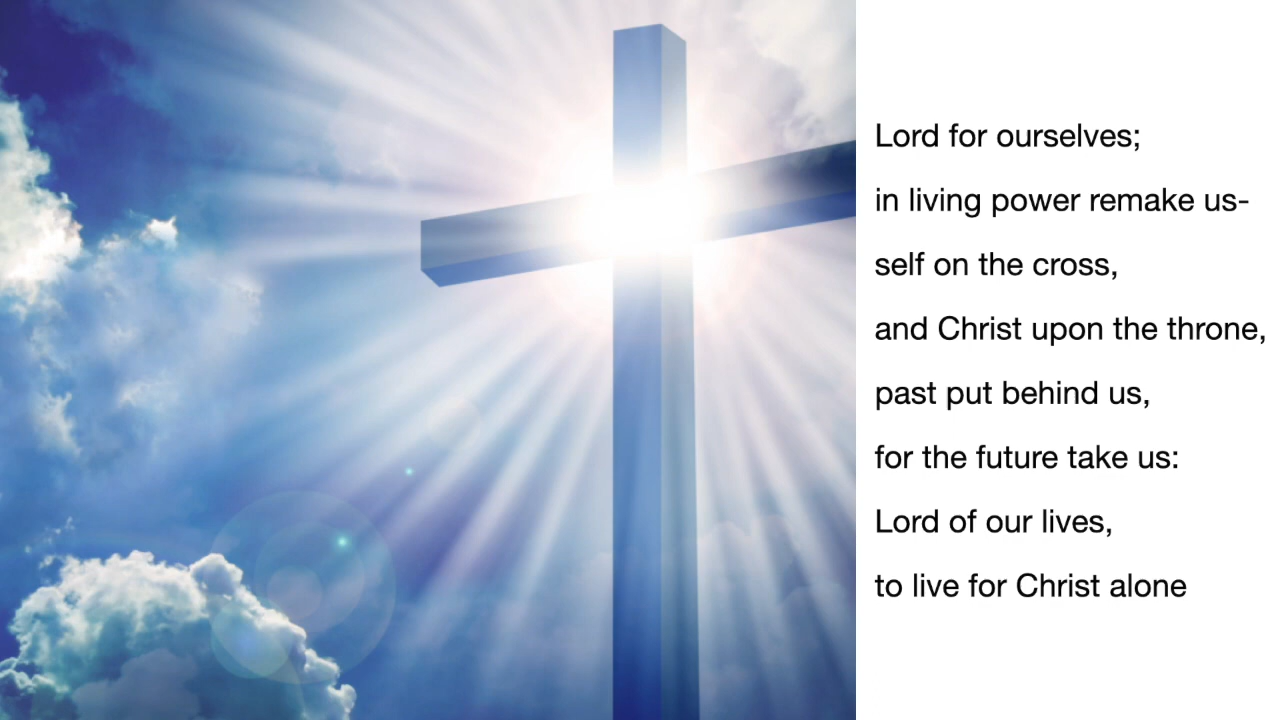 Lord for ourselves;
in living power remake us-
self on the cross,
and Christ upon the throne,
past put behind us,
for the future take us:
Lord of our lives,
to live for Christ alone